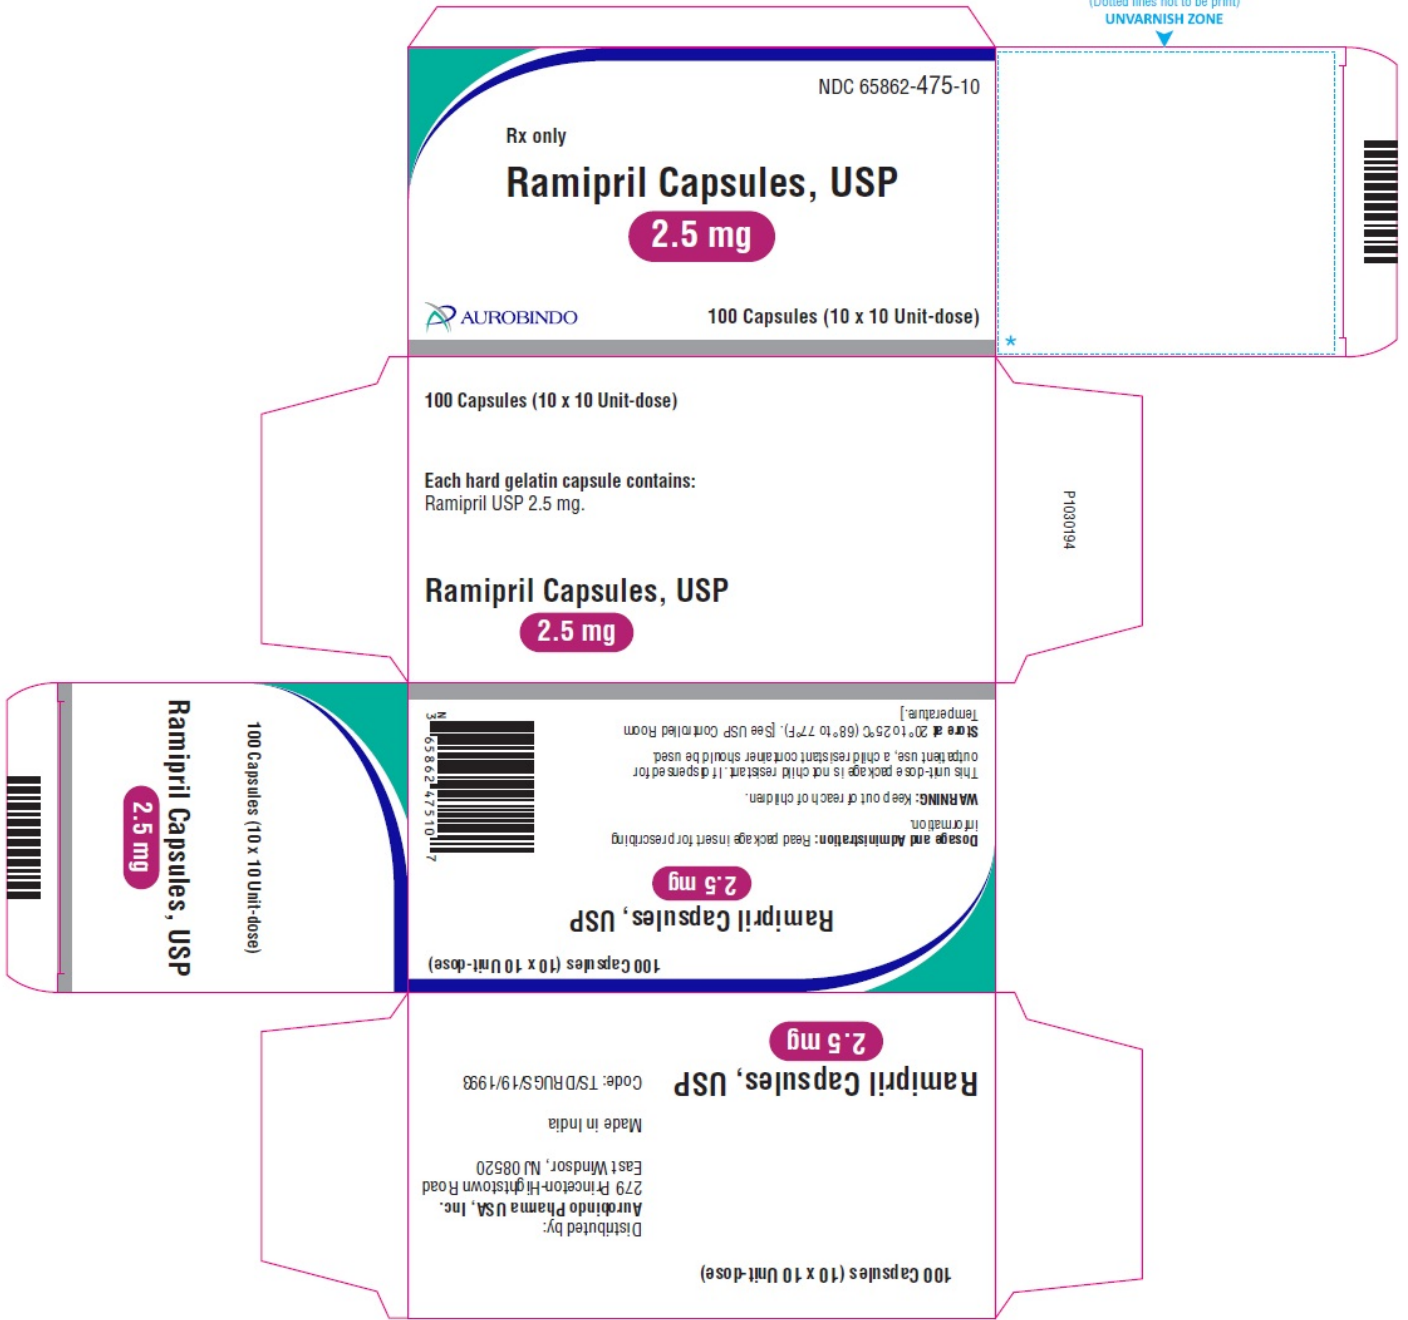 (Dotted lines not to be print)
UNVARNISH ZONE
NDC 65862-475-10
Rx only
Ramipril Capsules, USP
2.5 mg
AUROBINDO
100 Capsules (10 x 10 Unit-dose)
*
100 Capsules (10 x 10 Unit-dose)
Each hard gelatin capsule contains:
Ramipril USP 2.5 mg.
P1030194
Ramipril Capsules, USP
2.5 mg
Ramipril Capsules, USP
2.5 mg
100 Capsules (10 x 10 Unit-dose)
100 Capsules (10 x 10 Unit-dose)
Ramipril Capsules, USP
2.5 mg
Dosage and Administration: Read package insert for prescribing
information.
WARNING: Keep out of reach of children.
This unit-dose package is not child resistant. If dispensed for
outpatient use, a child resistant container should be used.
Store at 20° to 25°C (68° to 77°F). [See USP Controlled Room
Temperature.]
N
3 65862 47510 7
100 Capsules (10 x 10 Unit-dose)
Distributed by:
Aurobindo Pharma USA, Inc.
279 Princeton-Hightstown Road
East Windsor, NJ 08520
Made in India
Code: TS/DRUGS/19/1993
Ramipril Capsules, USP
2.5 mg